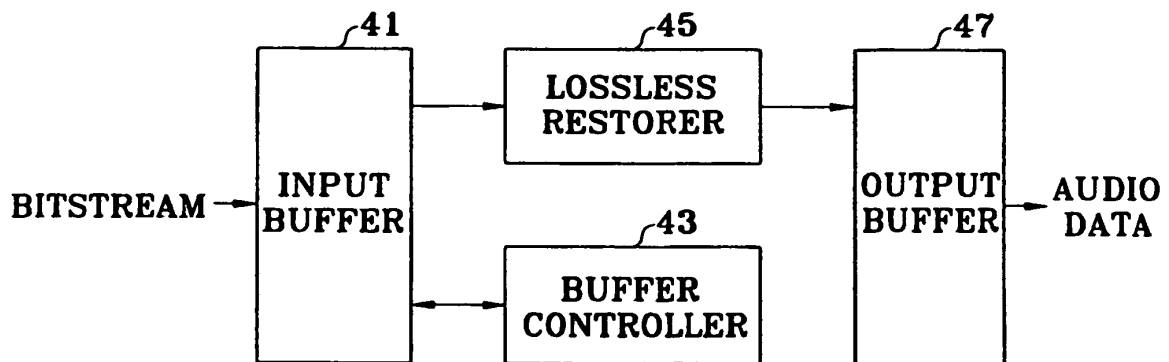 41
45
47
LOSSLESS
RESTORER
BITSTREAM
INPUT
BUFFER
OUTPUT
BUFFER
AUDIO
DATA
43
BUFFER
CONTROLLER